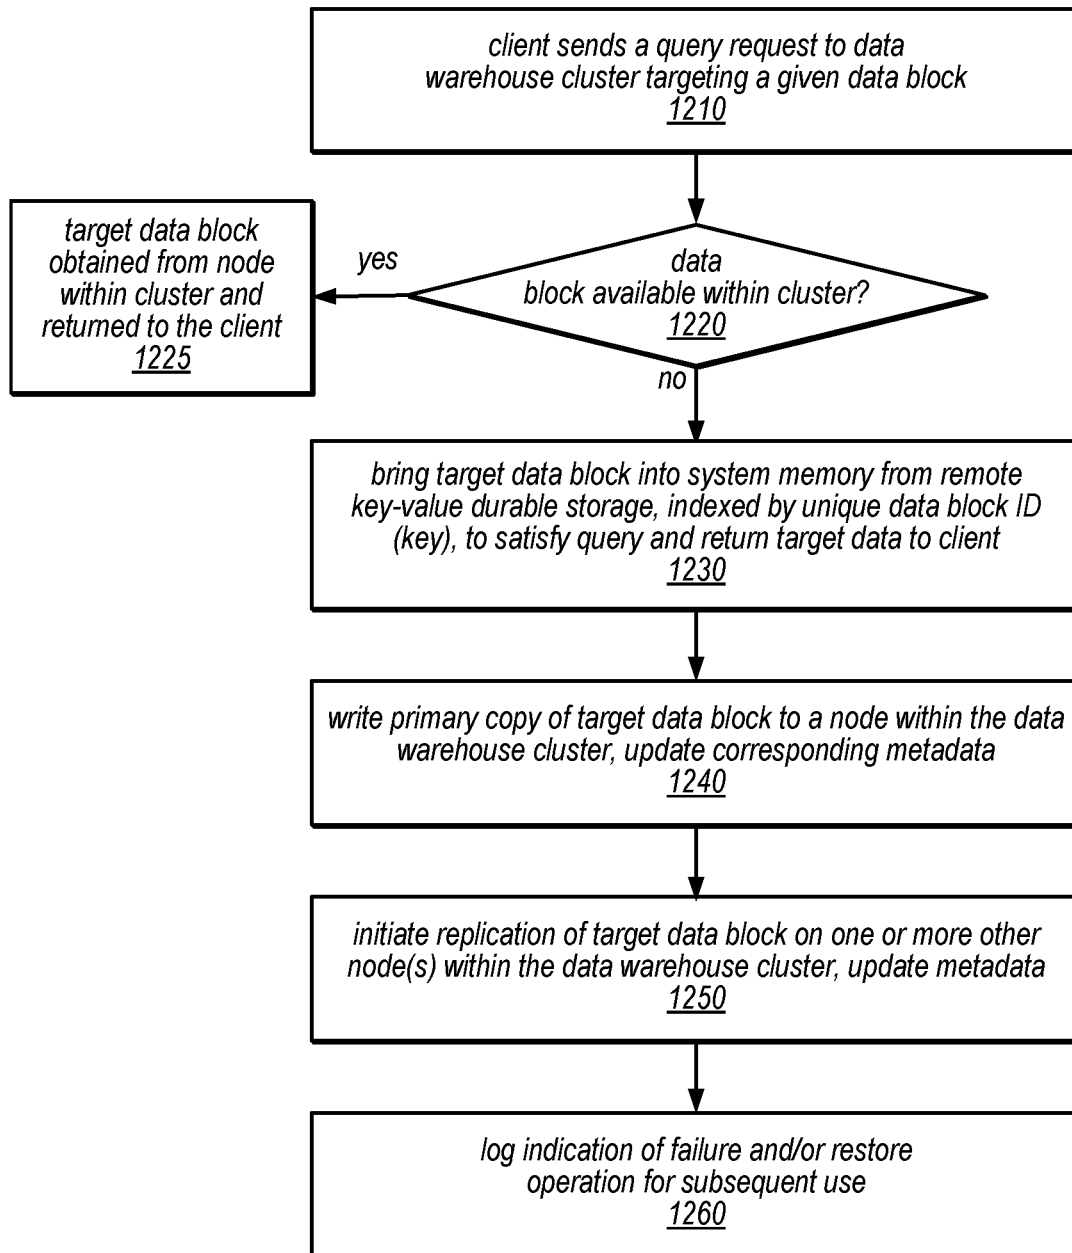 client sends a query request to data
warehouse cluster targeting a given data block
1210
target data block
obtained from node
within cluster and
returned to the client
1225
yes
data
block available within cluster?
1220
no
bring target data block into system memory from remote
key-value durable storage, indexed by unique data block ID
(key), to satisfy query and return target data to client
1230
write primary copy of target data block to a node within the data
warehouse cluster, update corresponding metadata
1240
initiate replication of target data block on one or more other
node(s) within the data warehouse cluster, update metadata
1250
log indication of failure and/or restore
operation for subsequent use
1260